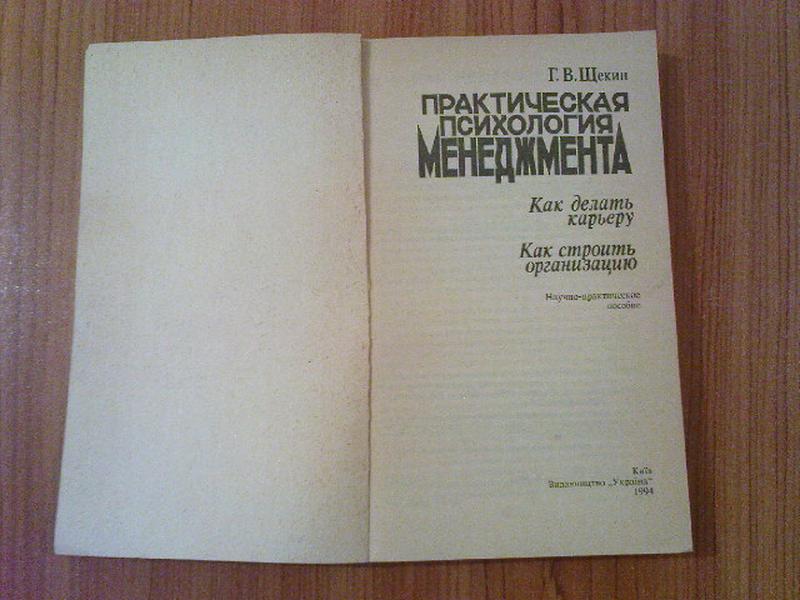 Г. В. Щекин
ПРАКТИЧЕСКАЯ
ПСИХОЛОГИЯ
МЕНЕДЖМЕНТА
Как делать
карьеру
Как строить
организацию
Научно-практическое
пособие
Київ
Видавництво „Україна"
1994